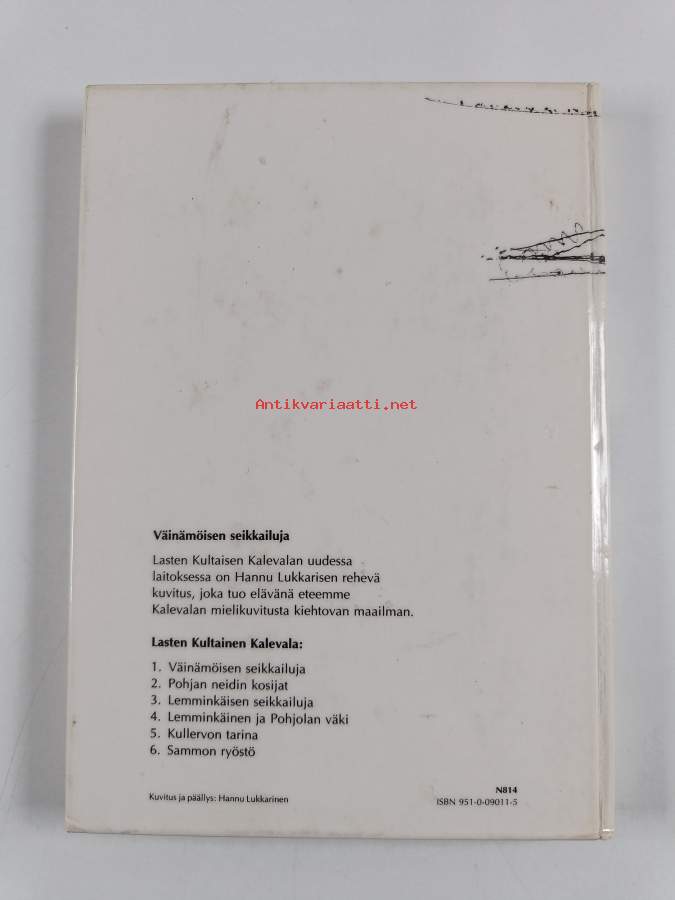 Antikvariaatti.net
Väinämöisen seikkailuja
Lasten Kultaisen Kalevalan uudessa
laitoksessa on Hannu Lukkarisen rehevä
kuvitus, joka tuo elävänä eteemme
Kalevalan mielikuvitusta kiehtovan maailman.
Lasten Kultainen Kalevala:
1. Väinämöisen seikkailuja
2. Pohjan neidin kosijat
3. Lemminkäisen seikkailuja
4. Lemminkäinen ja Pohjolan väki
5. Kullervon tarina
6. Sammon ryöstö
Kuvitus ja päällys: Hannu Lukkarinen
N814
ISBN 951-0-09011-5